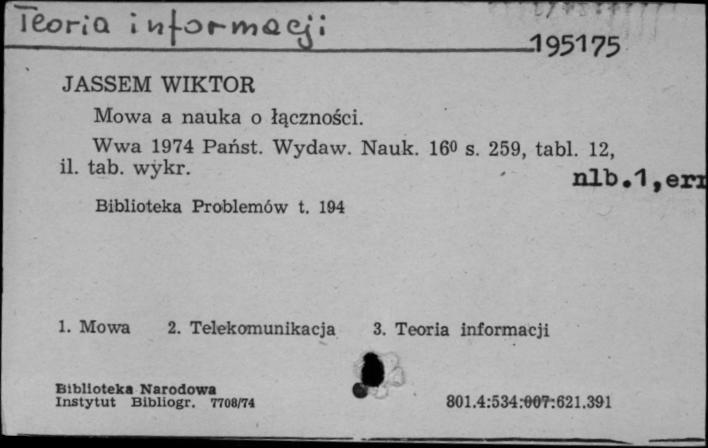 Teoria informacji
195175
JASSEM WIKTOR
Mowa a nauka o łączności.
Wwa 1974 Państ. Wydaw. Nauk. 16⁰ s. 259, tabl. 12,
il. tab. wykr.
nlb.1,err
Biblioteka Problemów t. 194
1. Mowa 2. Telekomunikacja 3. Teoria informacji
Biblioteka Narodowa
Instytut Bibliogr. 7708/74
801.4:534:007:621.391